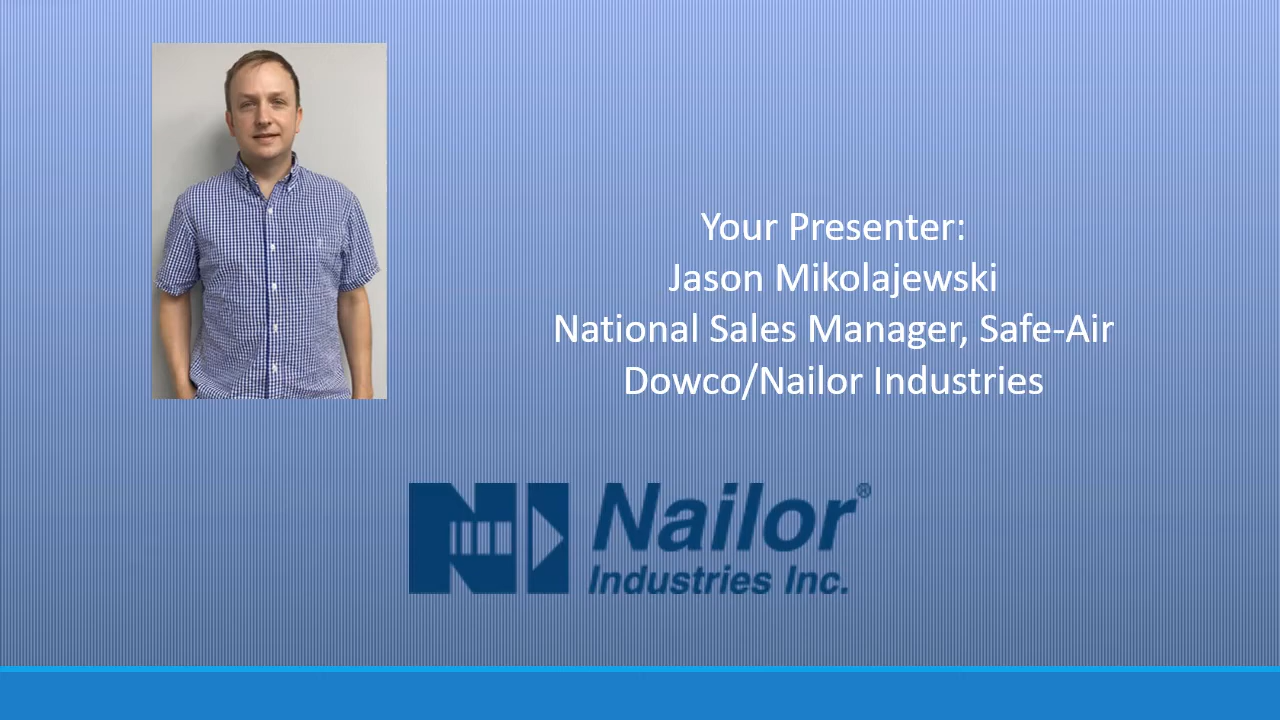 Your Presenter:
Jason Mikolajewski
National Sales Manager, Safe-Air
Dowco/Nailor Industries
Nailor®
Industries Inc.